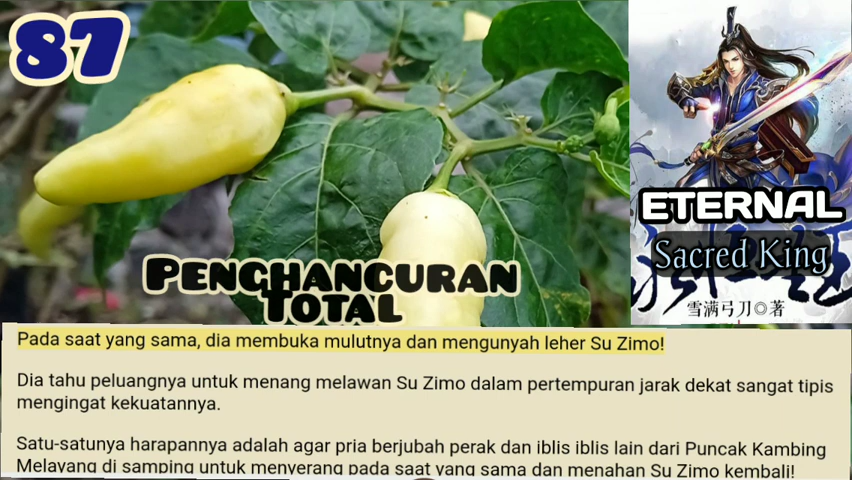 87
PENGHANCURAN
TOTAL
ETERNAL
Sacred King
雪满弓刀◎著
Pada saat yang sama, dia membuka mulutnya dan mengunyah leher Su Zimo!
Dia tahu peluangnya untuk menang melawan Su Zimo dalam pertempuran jarak dekat sangat tipis
mengingat kekuatannya.
Satu-satunya harapannya adalah agar pria berjubah perak dan iblis iblis lain dari Puncak Kambing
Melayang di samping untuk menyerang pada saat yang sama dan menahan Su Zimo kembali!